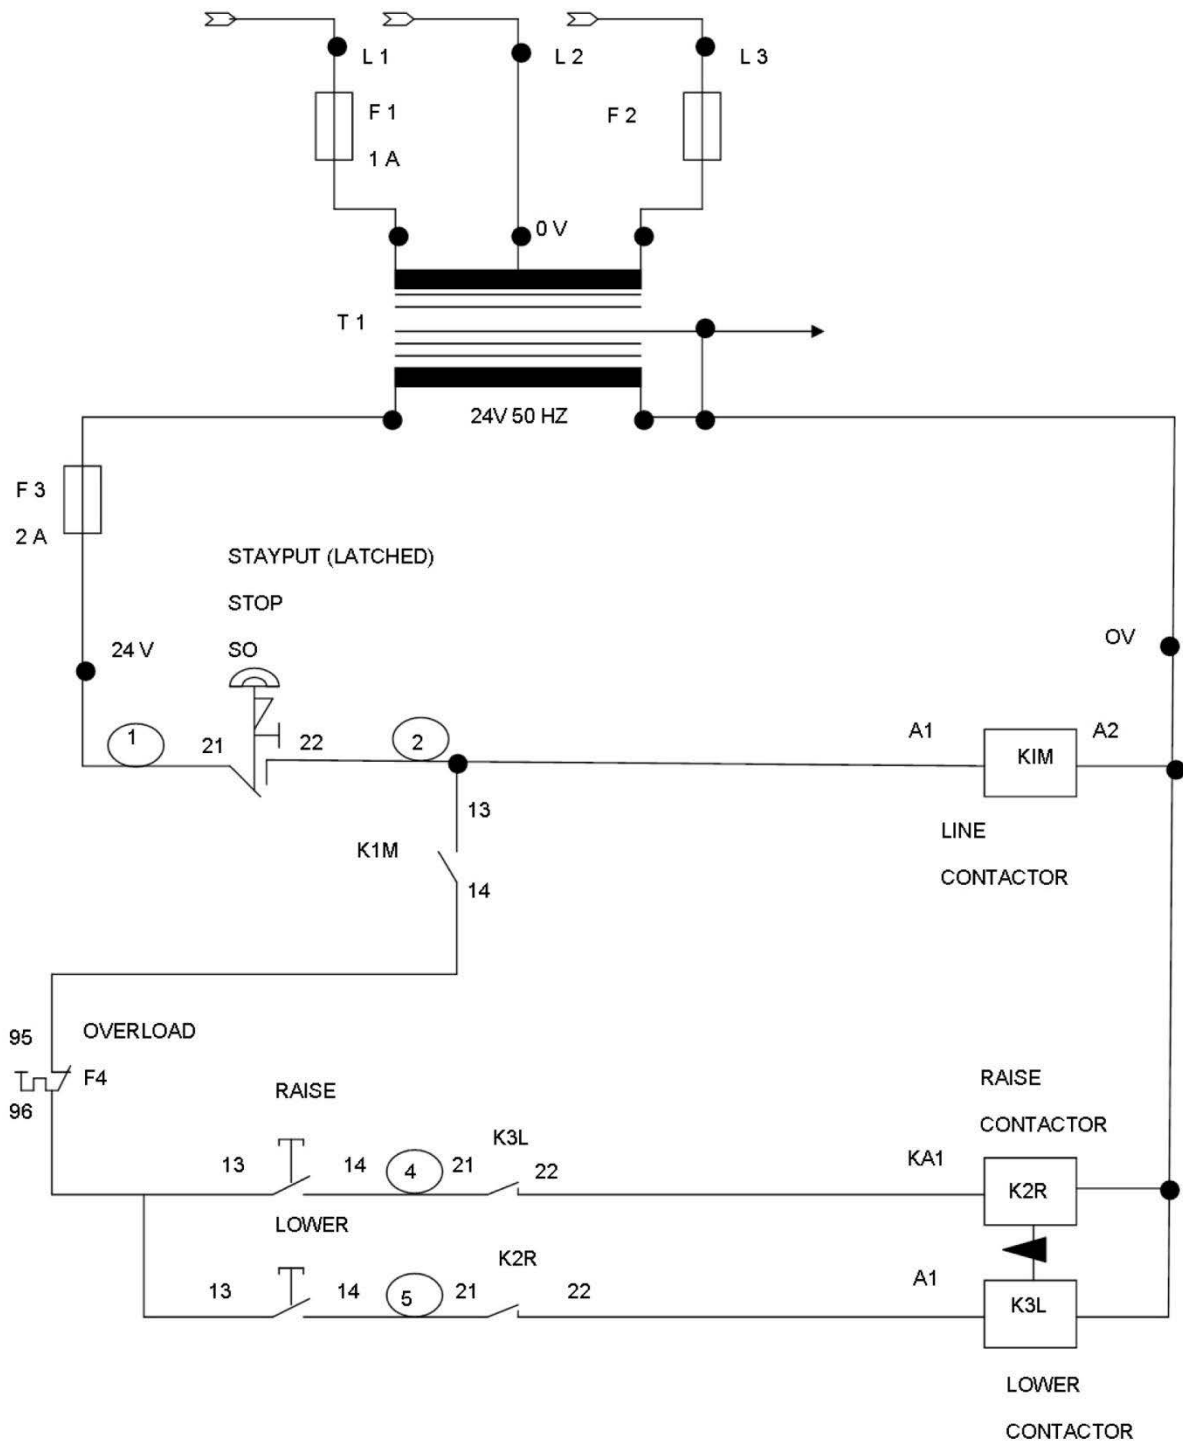 L 1
L 2
L 3
F 1
1 A
F 2
0 V
T 1
24V 50 HZ
F 3
2 A
STAYPUT (LATCHED)
STOP
SO
24 V
OV
1
21
22
2
A1
KIM
A2
13
K1M
14
LINE
CONTACTOR
95
OVERLOAD
F4
96
RAISE
RAISE
CONTACTOR
13
14
4
21
K3L
22
KA1
K2R
LOWER
13
14
5
21
K2R
22
A1
K3L
LOWER
CONTACTOR